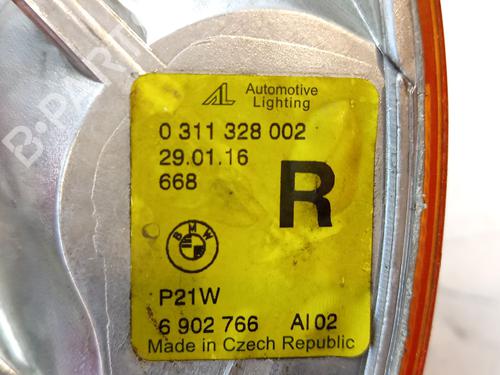 B-PARTS
AL Automotive
Lighting
0 311 328 002
29.01.16
668
R
BMW
P21W
6 902 766 AI 02
Made in Czech Republic